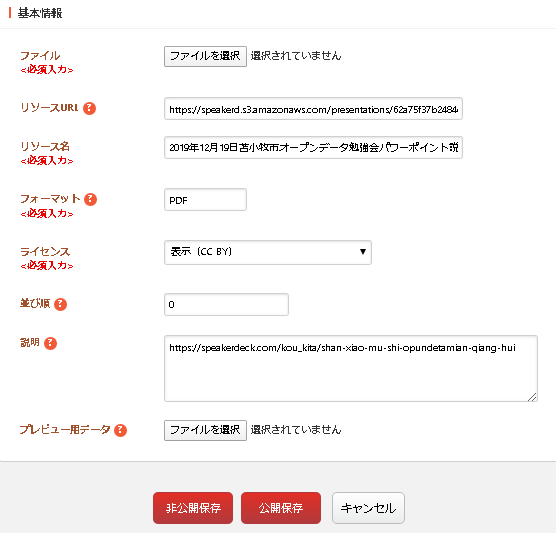 基本情報
ファイル
<必須入力>
ファイルを選択 選択されていません
リソースURL ?
https://speakerd.s3.amazonaws.com/presentations/62a75f37b2484
リソース名
<必須入力>
2019年12月19日苫小牧市オープンデータ勉強会パワーポイント説
フォーマット ?
<必須入力>
PDF
ライセンス
<必須入力>
表示（CC BY）
並び順 ?
0
説明 ?
https://speakerdeck.com/kou_kita/shan-xiao-mu-shi-opundetamian-qiang-hui
プレビュー用データ ?
ファイルを選択 選択されていません
非公開保存 公開保存 キャンセル